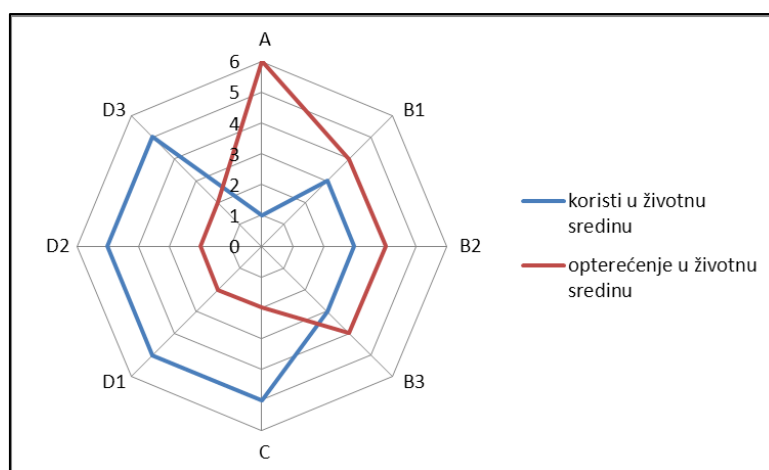 A
B1
B2
B3
C
D1
D2
D3
6
5
4
3
2
1
0
koristi u životnu
sredinu
opterećenje u životnu
sredinu